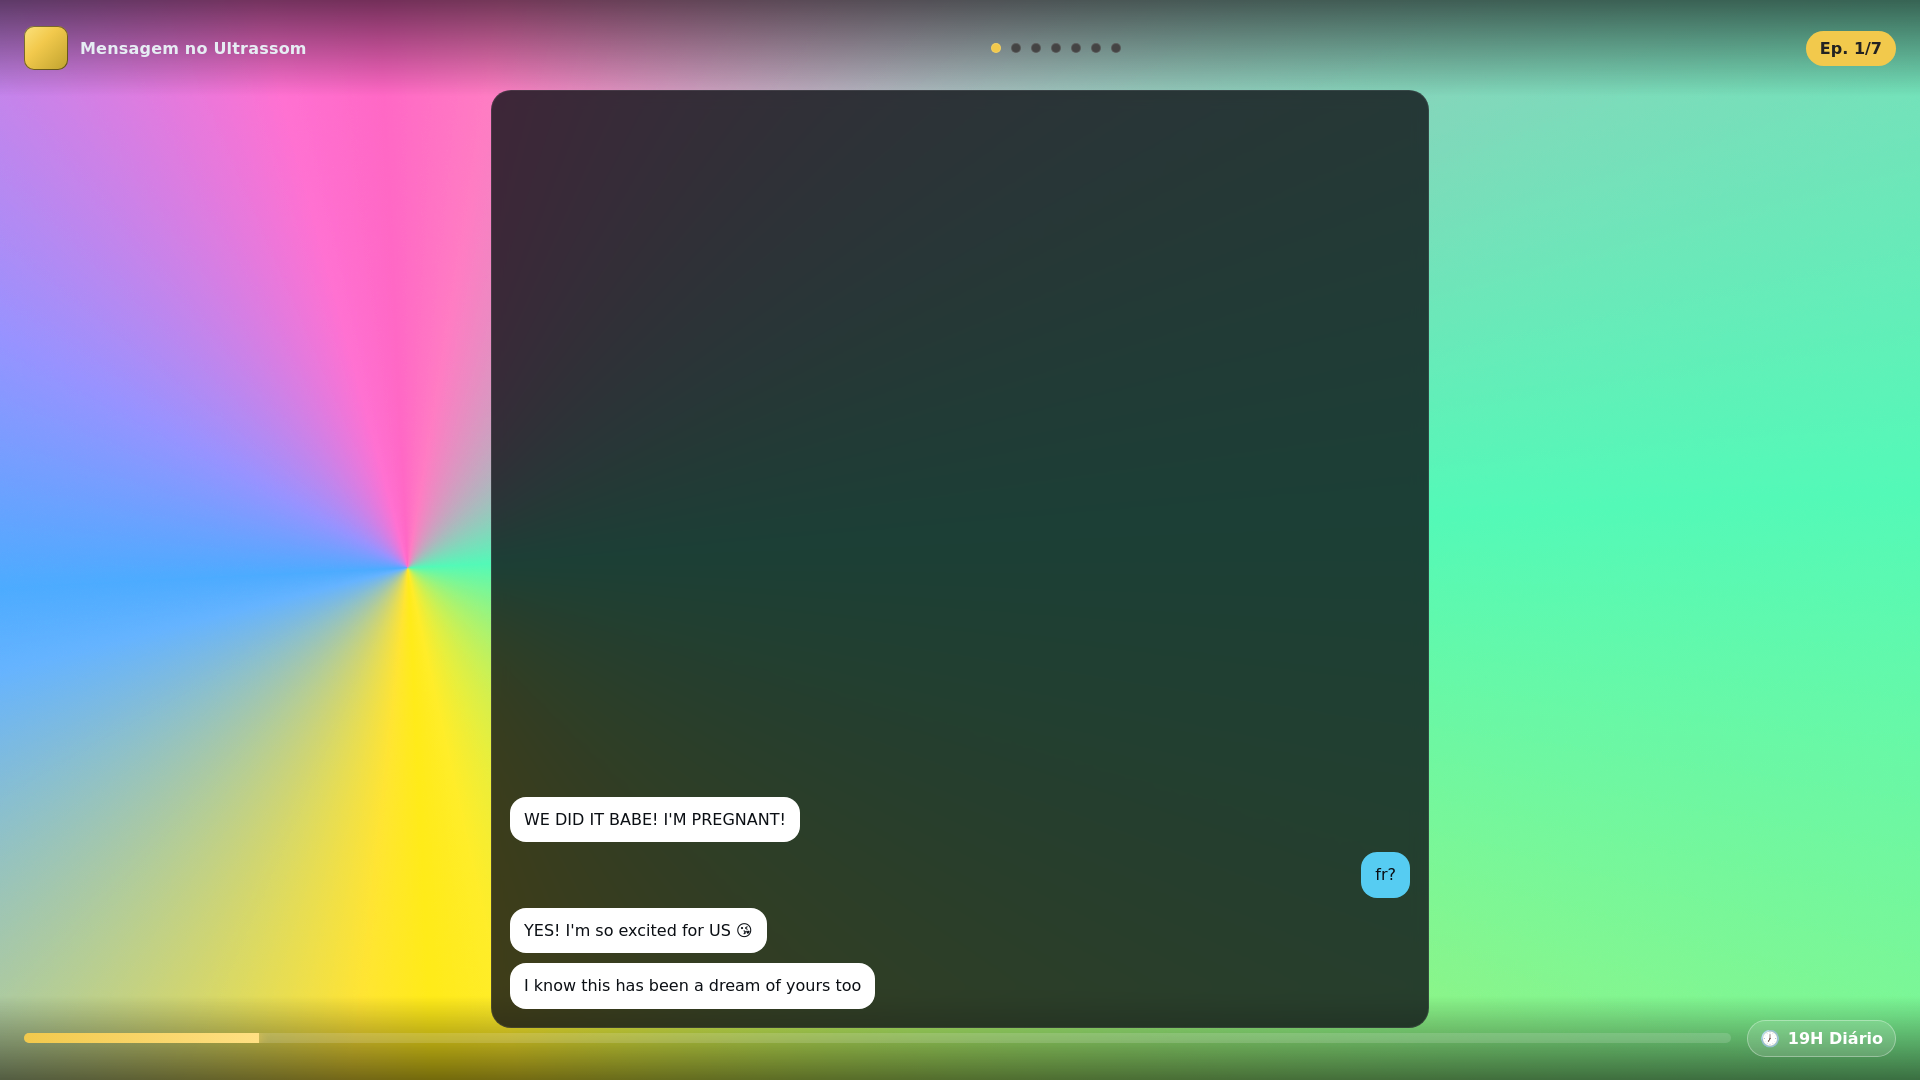 Mensagem no Ultrassom
Ep. 1/7
WE DID IT BABE! I'M PREGNANT!
fr?
YES! I'm so excited for US 😘
I know this has been a dream of yours too
🕖 19H Diário